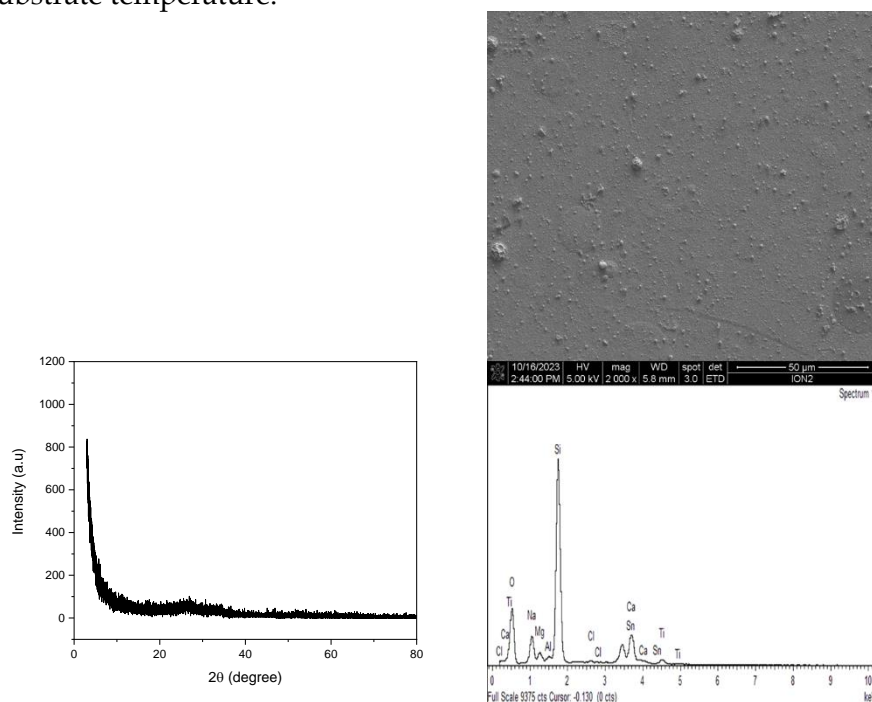 substrate temperature.
10/16/2023 HV mag WD spot det 50 µm
2:44:00 PM 5.00 kV 2 000 x 5.8 mm 3.0 ETD ION2
Spectrum
1200
1000
800
600
400
200
0
Intensity (a.u)
0 20 40 60 80
2θ (degree)
Si
O
Ti
Ca
Cl
Na
Mg
Al
Cl
Cl
Ca
Sn
Ca
Sn
Ti
Ti
0 1 2 3 4 5 6 7 8 9 10
Full Scale 9375 cts Cursor: -0.130 (0 cts) ke